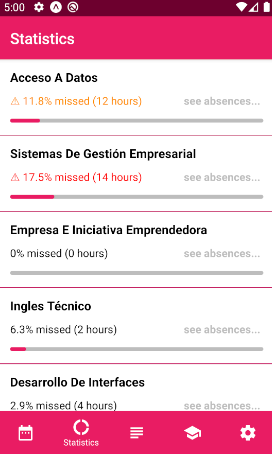 5:00
Statistics
Acceso A Datos
⚠ 11.8% missed (12 hours) see absences...
Sistemas De Gestión Empresarial
⚠ 17.5% missed (14 hours) see absences...
Empresa E Iniciativa Emprendedora
0% missed (0 hours) see absences...
Ingles Técnico
6.3% missed (2 hours) see absences...
Desarrollo De Interfaces
2.9% missed (4 hours) see absences...
Statistics